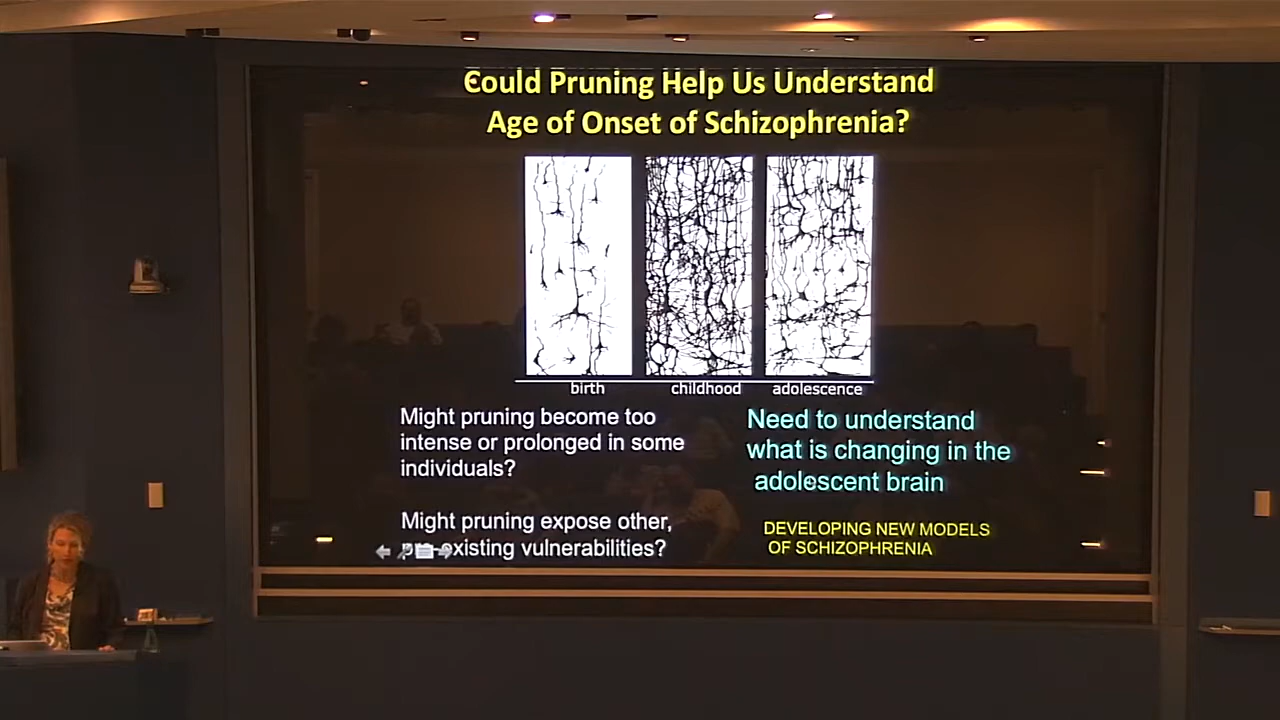 Could Pruning Help Us Understand
Age of Onset of Schizophrenia?
birth childhood adolescence
Might pruning become too
intense or prolonged in some
individuals?
Might pruning expose other,
pre-existing vulnerabilities?
Need to understand
what is changing in the
adolescent brain
DEVELOPING NEW MODELS
OF SCHIZOPHRENIA